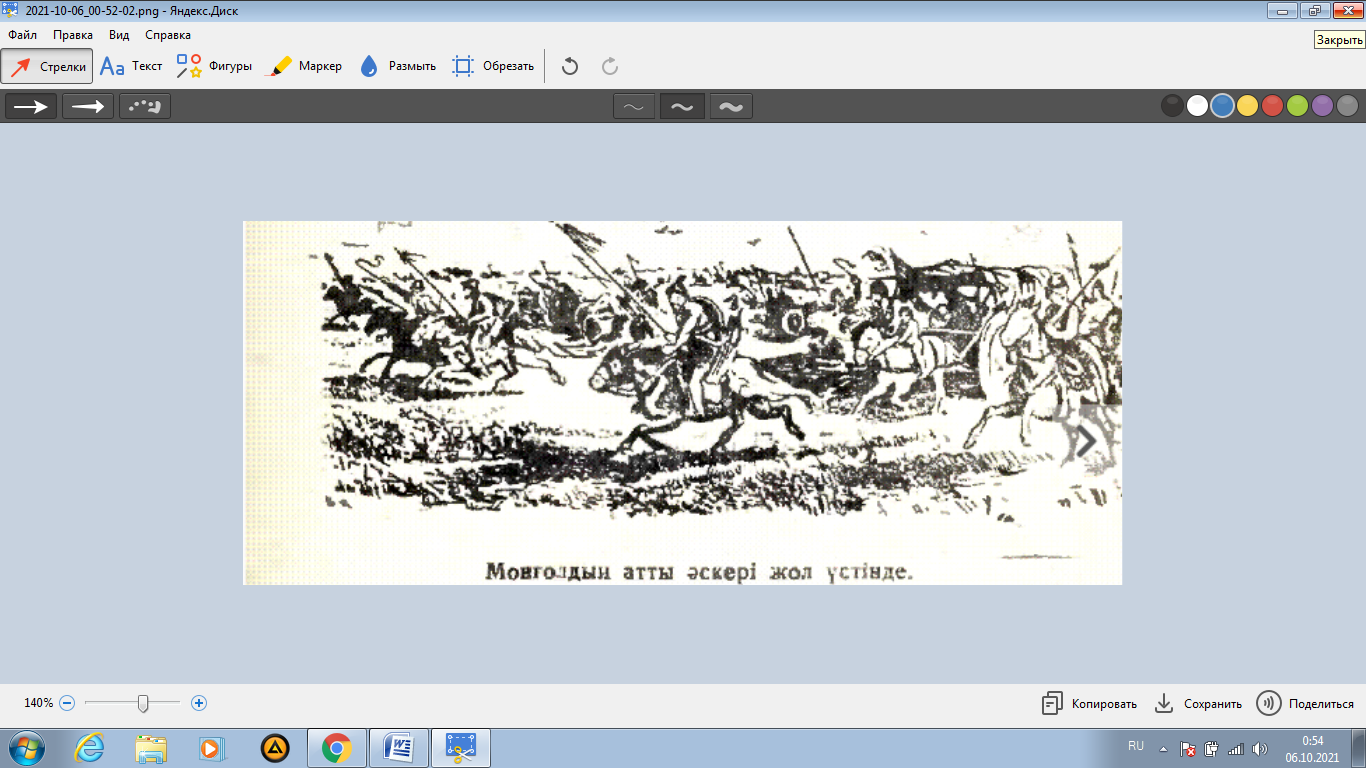 2021-10-06_00-52-02.png - Яндекс.Диск
Файл Правка Вид Справка
Закрыть
Стрелки Текст Фигуры Маркер Размыть Обрезать
Монголдын атты әскері жол үстінде.
140% Копировать Сохранить Поделиться
RU 0:54
06.10.2021